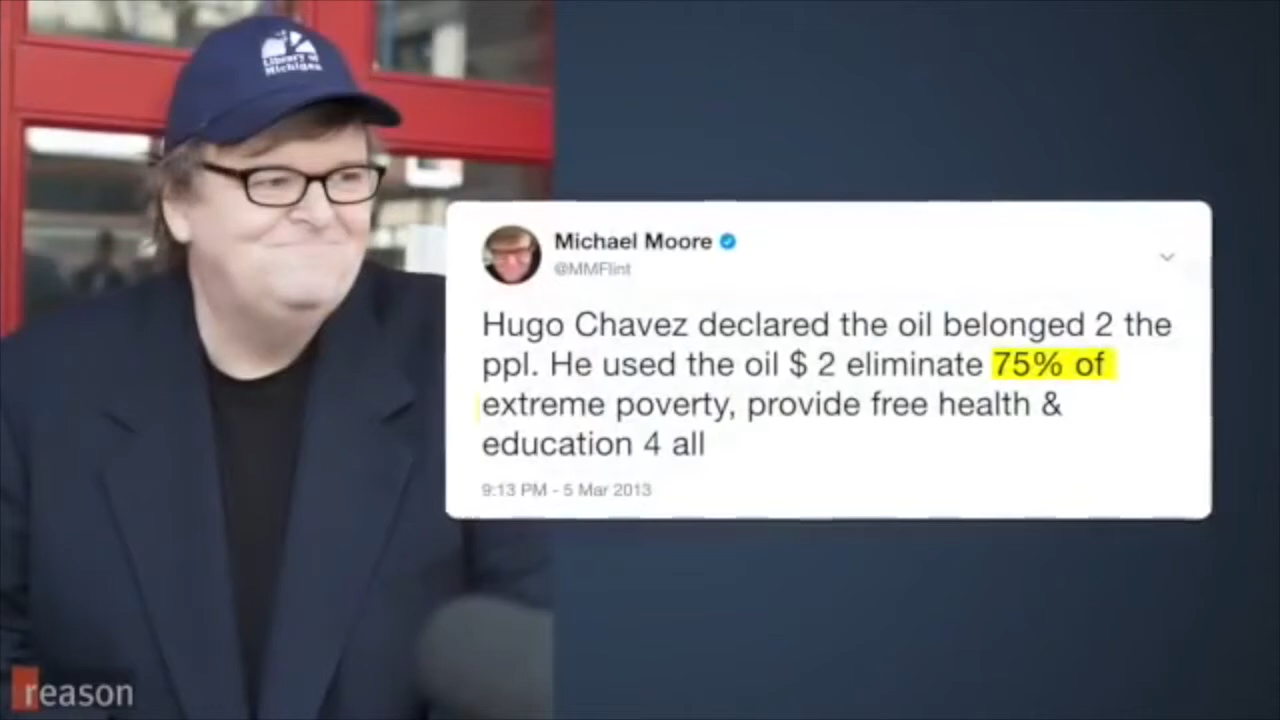 Library of
Michigan
Michael Moore
@MMFlint
Hugo Chavez declared the oil belonged 2 the
ppl. He used the oil $ 2 eliminate 75% of
extreme poverty, provide free health &
education 4 all
9:13 PM - 5 Mar 2013
reason